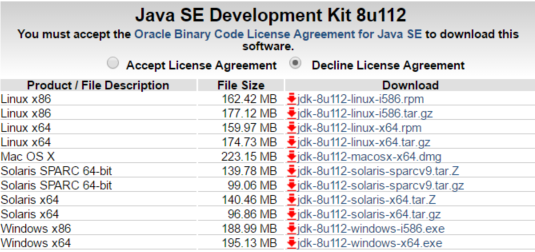 Java SE Development Kit 8u112
You must accept the Oracle Binary Code License Agreement for Java SE to download this
software.
Accept License Agreement Decline License Agreement
Product / File Description File Size Download
Linux x86 162.42 MB jdk-8u112-linux-i586.rpm
Linux x86 177.12 MB jdk-8u112-linux-i586.tar.gz
Linux x64 159.97 MB jdk-8u112-linux-x64.rpm
Linux x64 174.73 MB jdk-8u112-linux-x64.tar.gz
Mac OS X 223.15 MB jdk-8u112-macosx-x64.dmg
Solaris SPARC 64-bit 139.78 MB jdk-8u112-solaris-sparcv9.tar.Z
Solaris SPARC 64-bit 99.06 MB jdk-8u112-solaris-sparcv9.tar.gz
Solaris x64 140.46 MB jdk-8u112-solaris-x64.tar.Z
Solaris x64 96.86 MB jdk-8u112-solaris-x64.tar.gz
Windows x86 188.99 MB jdk-8u112-windows-i586.exe
Windows x64 195.13 MB jdk-8u112-windows-x64.exe